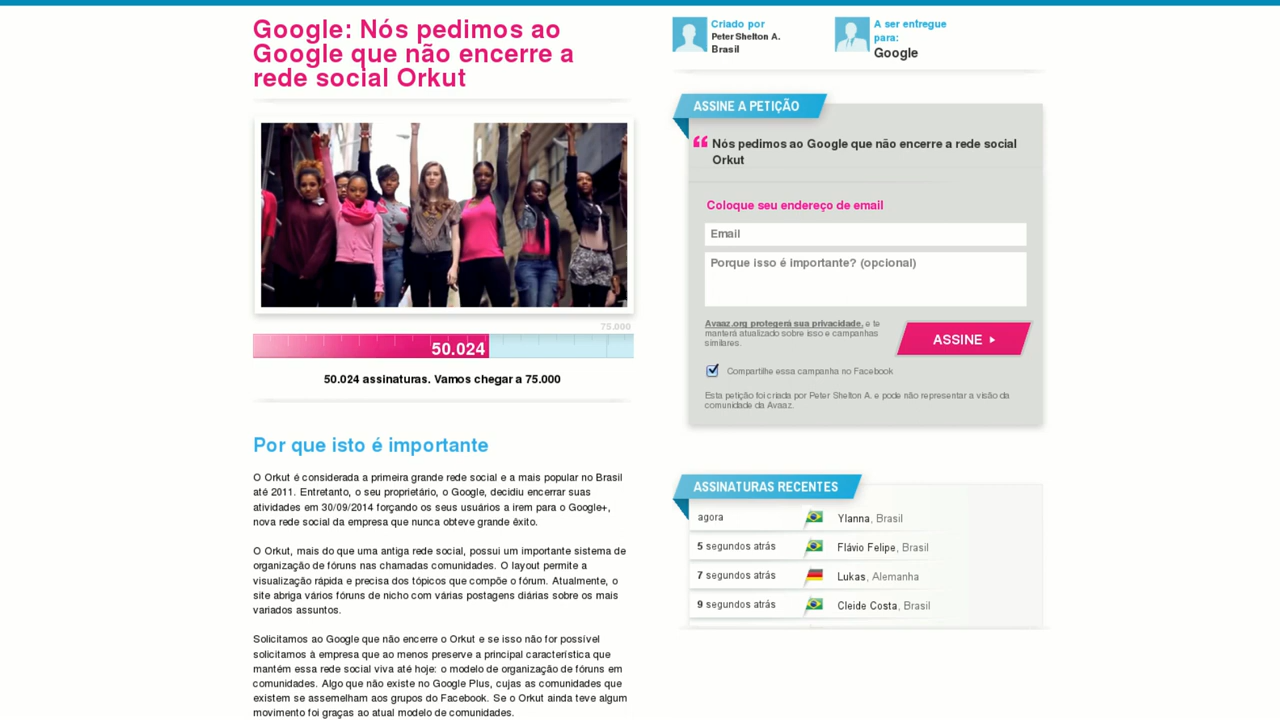 Google: Nós pedimos ao
Google que não encerre a
rede social Orkut
75.000
50.024
50.024 assinaturas. Vamos chegar a 75.000
Por que isto é importante
O Orkut é considerada a primeira grande rede social e a mais popular no Brasil
até 2011. Entretanto, o seu proprietário, o Google, decidiu encerrar suas
atividades em 30/09/2014 forçando os seus usuários a irem para o Google+,
nova rede social da empresa que nunca obteve grande êxito.
O Orkut, mais do que uma antiga rede social, possui um importante sistema de
organização de fóruns nas chamadas comunidades. O layout permite a
visualização rápida e precisa dos tópicos que compõe o fórum. Atualmente, o
site abriga vários fóruns de nicho com várias postagens diárias sobre os mais
variados assuntos.
Solicitamos ao Google que não encerre o Orkut e se isso não for possível
solicitamos à empresa que ao menos preserve a principal característica que
mantém essa rede social viva até hoje: o modelo de organização de fóruns em
comunidades. Algo que não existe no Google Plus, cujas as comunidades que
existem se assemelham aos grupos do Facebook. Se o Orkut ainda teve algum
movimento foi graças ao atual modelo de comunidades.
Criado por
Peter Shelton A.
Brasil
A ser entregue
para:
Google
ASSINE A PETIÇÃO
Nós pedimos ao Google que não encerre a rede social
Orkut
Coloque seu endereço de email
Email
Porque isso é importante? (opcional)
Avaaz.org protegerá sua privacidade, e te
manterá atualizado sobre isso e campanhas
similares.
ASSINE
Compartilhe essa campanha no Facebook
Esta petição foi criada por Peter Shelton A. e pode não representar a visão da
comunidade da Avaaz.
ASSINATURAS RECENTES
agora Ylanna, Brasil
5 segundos atrás Flávio Felipe, Brasil
7 segundos atrás Lukas, Alemanha
9 segundos atrás Cleide Costa, Brasil